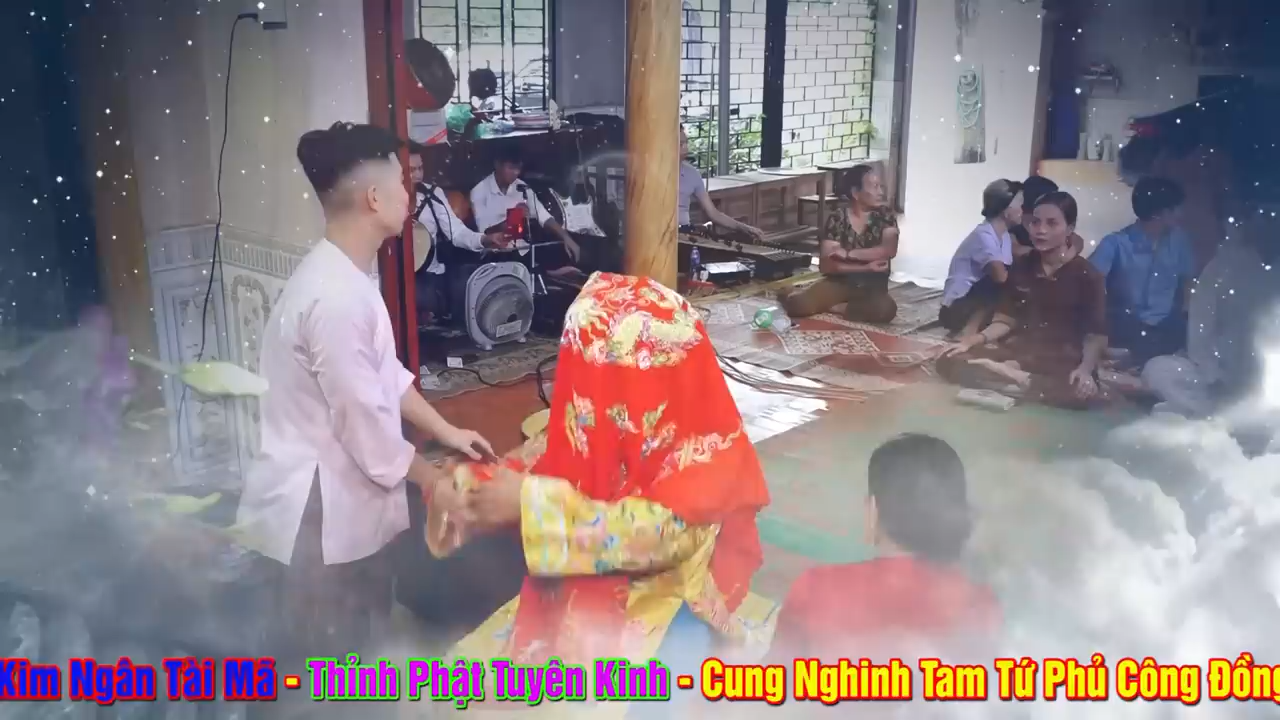 Kim Ngân Tài Mã - Thỉnh Phật Tuyên Kinh - Cung Nghinh Tam Tứ Phủ Công Đồng